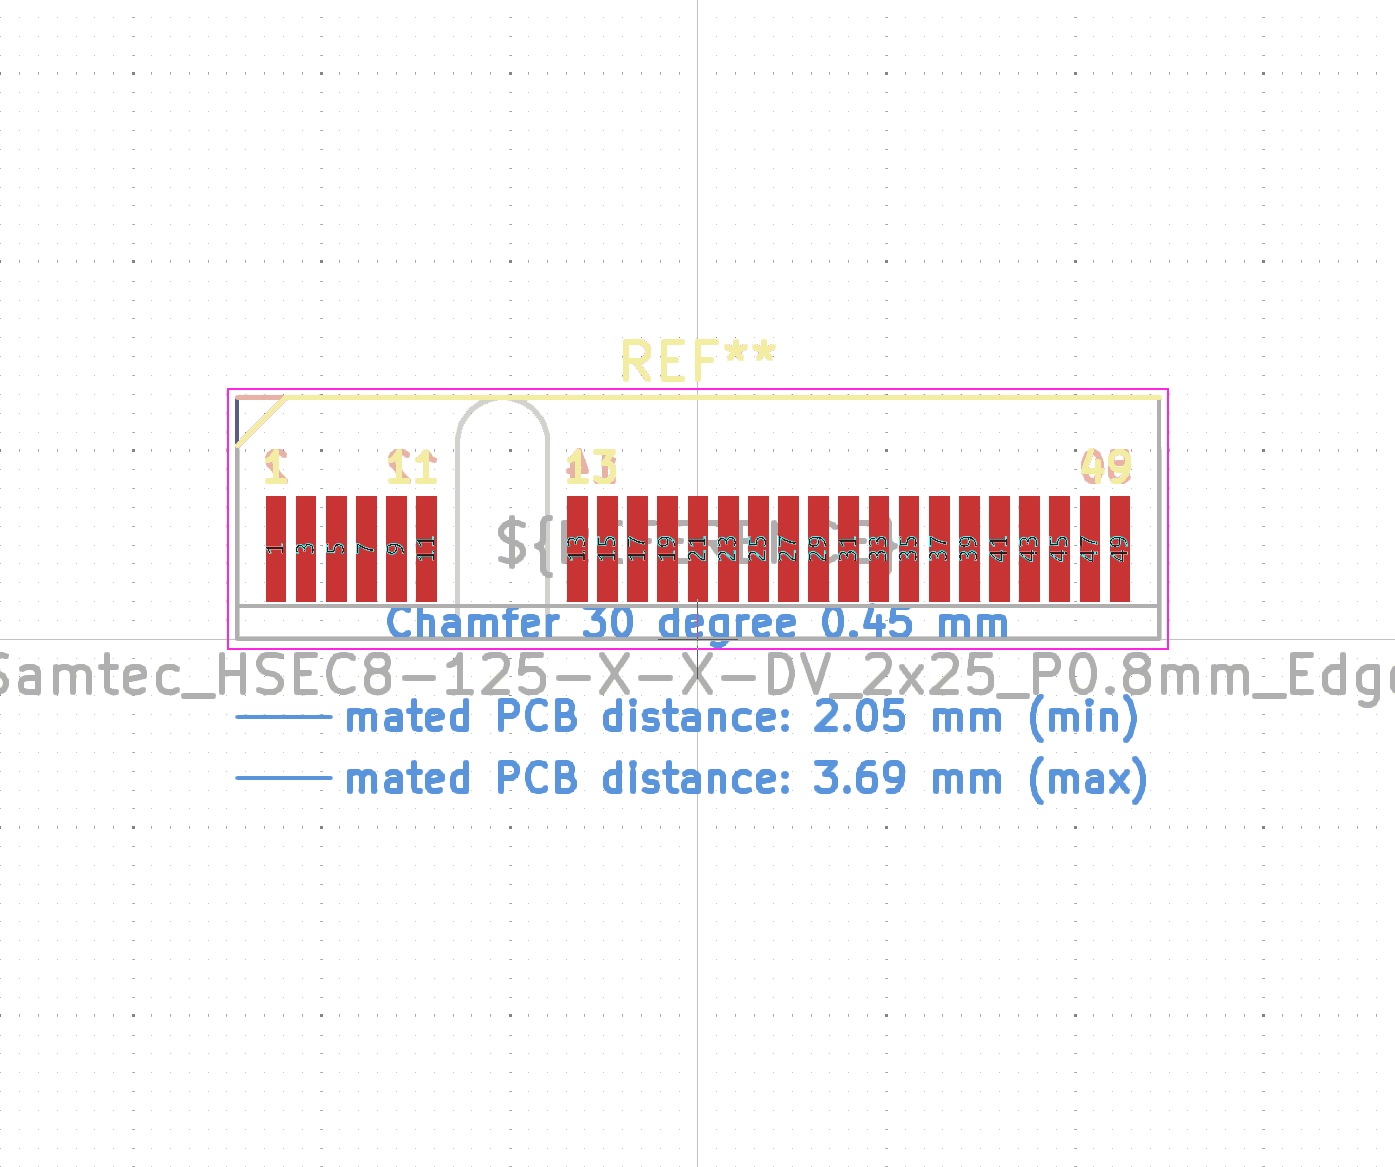 REF**
1 11 13 49
1 3 5 7 9 11 13 15 17 19 21 23 25 27 29 31 33 35 37 39 41 43 45 47 49
Chamfer 30 degree 0.45 mm
Samtec_HSEC8-125-X-X-DV_2x25_P0.8mm_Edge
mated PCB distance: 2.05 mm (min)
mated PCB distance: 3.69 mm (max)